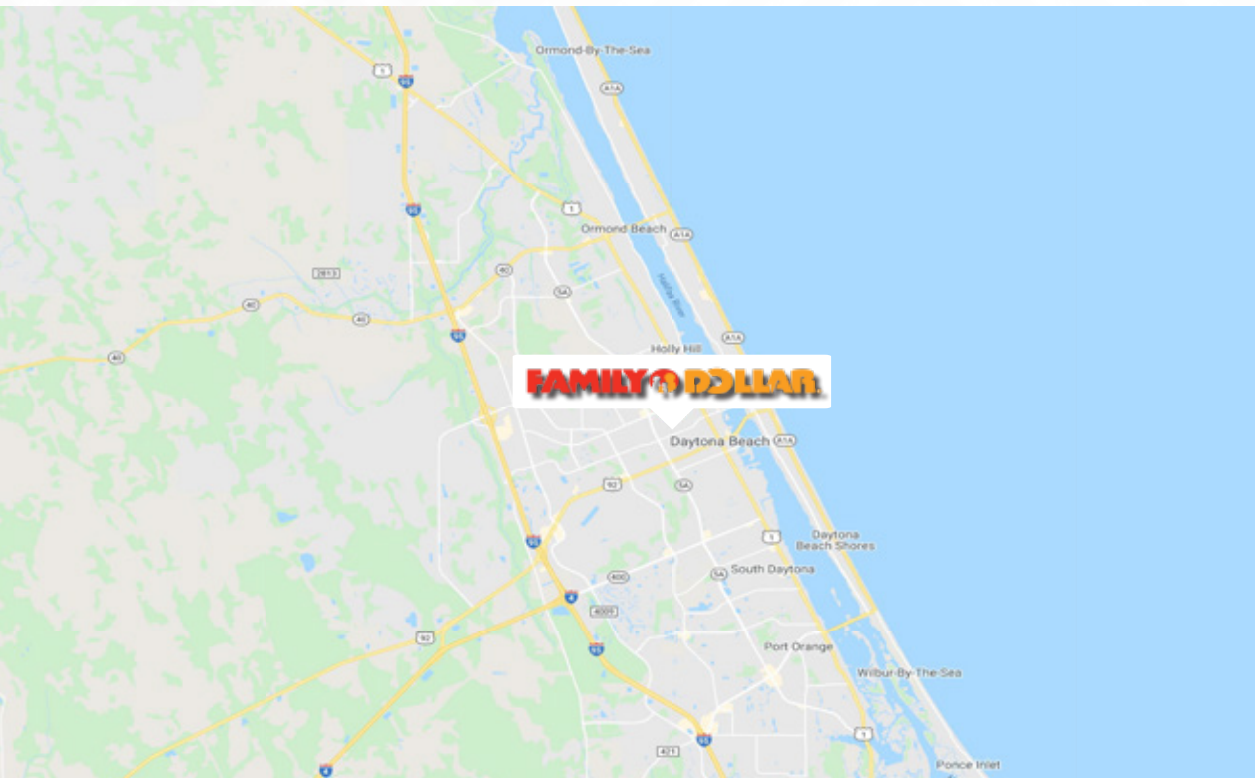 Ormond-By-The-Sea
1
95
A1A
95
1
Ormond Beach
A1A
40
2813
5A
Halifax River
40
40
95
A1A
Holly Hill
40
FAMILY DOLLAR
Daytona Beach
A1A
92
5A
95
1
Daytona
Beach Shores
400
5A
South Daytona
4
4009
92
95
Port Orange
Wilbur-By-The-Sea
1
95
421
4
Ponce Inlet